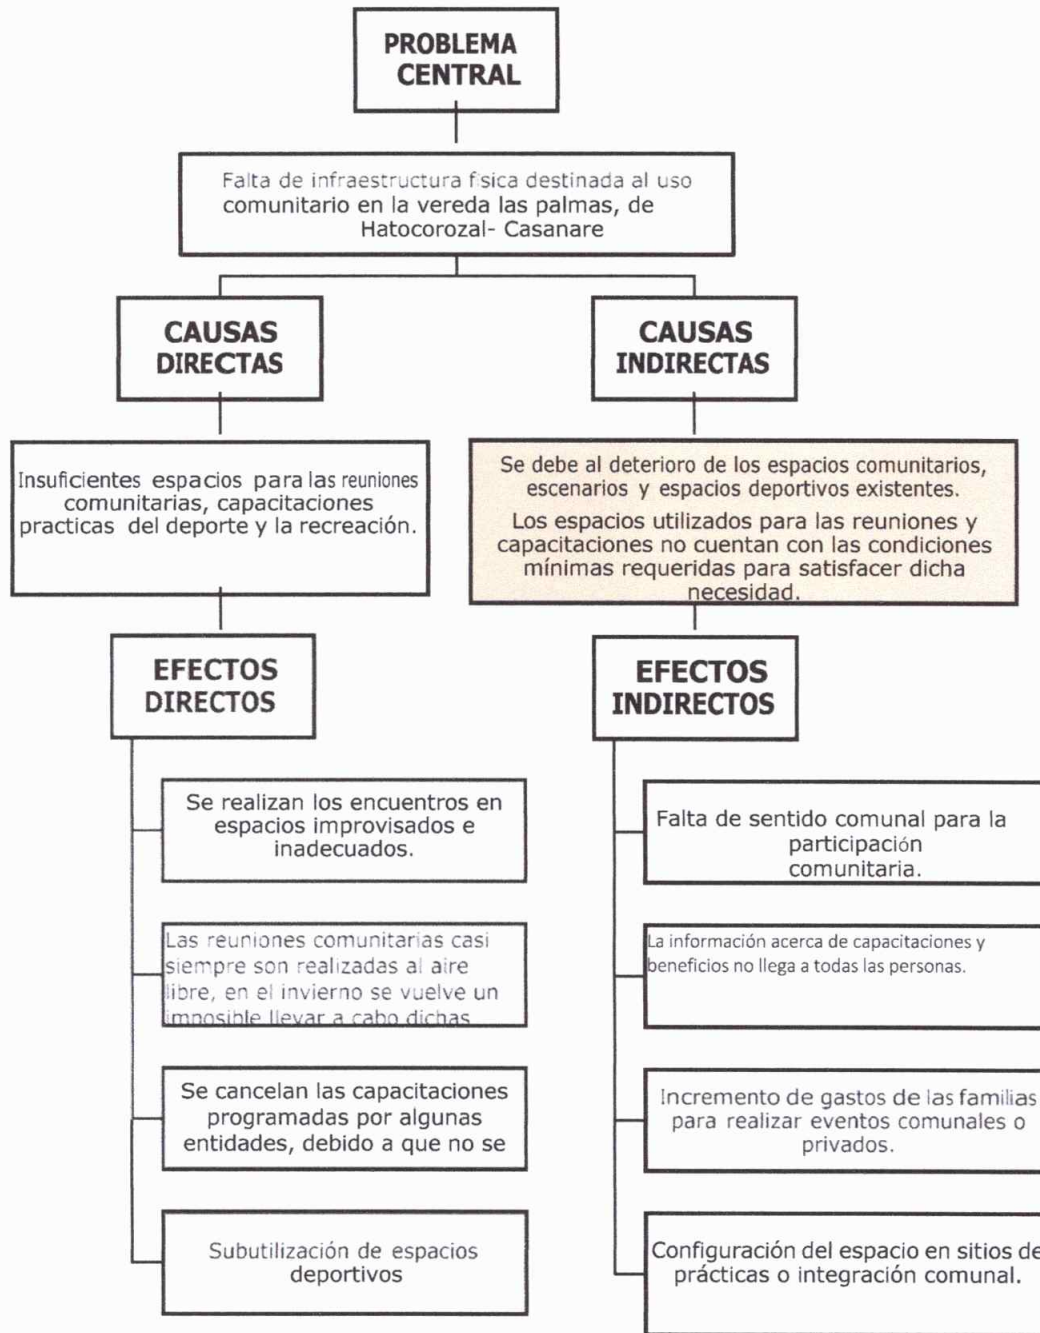 PROBLEMA
CENTRAL
Falta de infraestructura física destinada al uso
comunitario en la vereda las palmas, de
Hatocorozal- Casanare
CAUSAS
DIRECTAS
CAUSAS
INDIRECTAS
Insuficientes espacios para las reuniones
comunitarias, capacitaciones
practicas del deporte y la recreación.
Se debe al deterioro de los espacios comunitarios,
escenarios y espacios deportivos existentes.
Los espacios utilizados para las reuniones y
capacitaciones no cuentan con las condiciones
mínimas requeridas para satisfacer dicha
necesidad.
EFECTOS
DIRECTOS
EFECTOS
INDIRECTOS
Se realizan los encuentros en
espacios improvisados e
inadecuados.
Las reuniones comunitarias casi
siempre son realizadas al aire
libre, en el invierno se vuelve un
imposible llevar a cabo dichas
Se cancelan las capacitaciones
programadas por algunas
entidades, debido a que no se
Subutilización de espacios
deportivos
Falta de sentido comunal para la
participación
comunitaria.
La información acerca de capacitaciones y
beneficios no llega a todas las personas.
Incremento de gastos de las familias
para realizar eventos comunales o
privados.
Configuración del espacio en sitios de
prácticas o integración comunal.